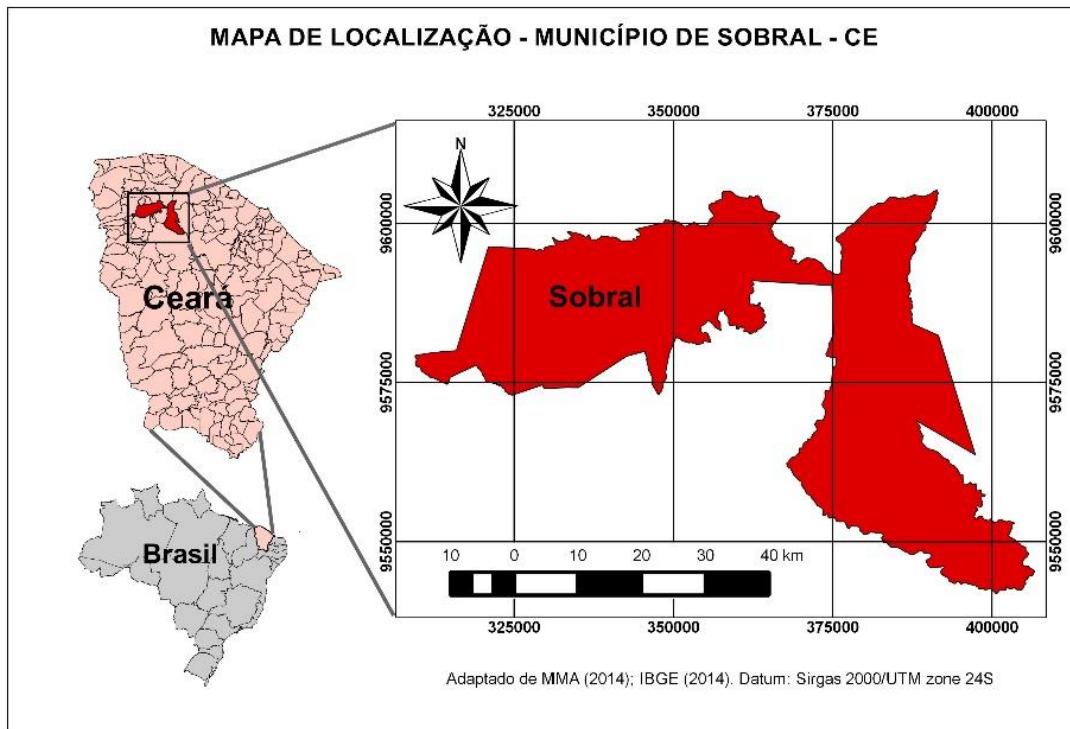 MAPA DE LOCALIZAÇÃO - MUNICÍPIO DE SOBRAL - CE
325000 350000 375000 400000
N
9600000 9600000
Ceará
Sobral
9575000 9575000
Brasil
9550000 9550000
10 0 10 20 30 40 km
325000 350000 375000 400000
Adaptado de MMA (2014); IBGE (2014). Datum: Sirgas 2000/UTM zone 24S